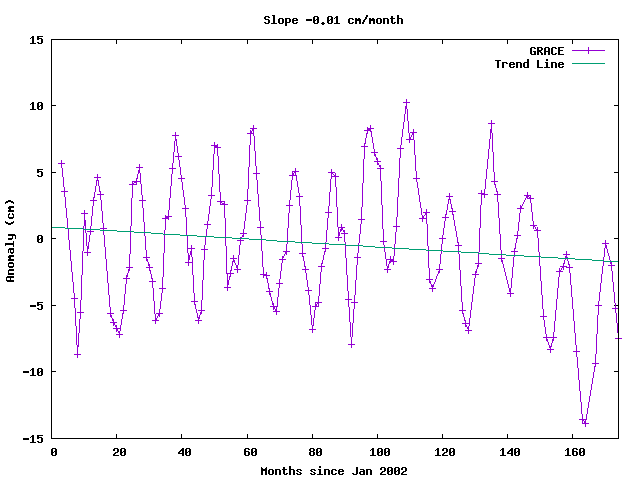 Slope -0.01 cm/month
GRACE
Trend Line
15
10
5
0
-5
-10
-15
Anomaly (cm)
0 20 40 60 80 100 120 140 160
Months since Jan 2002